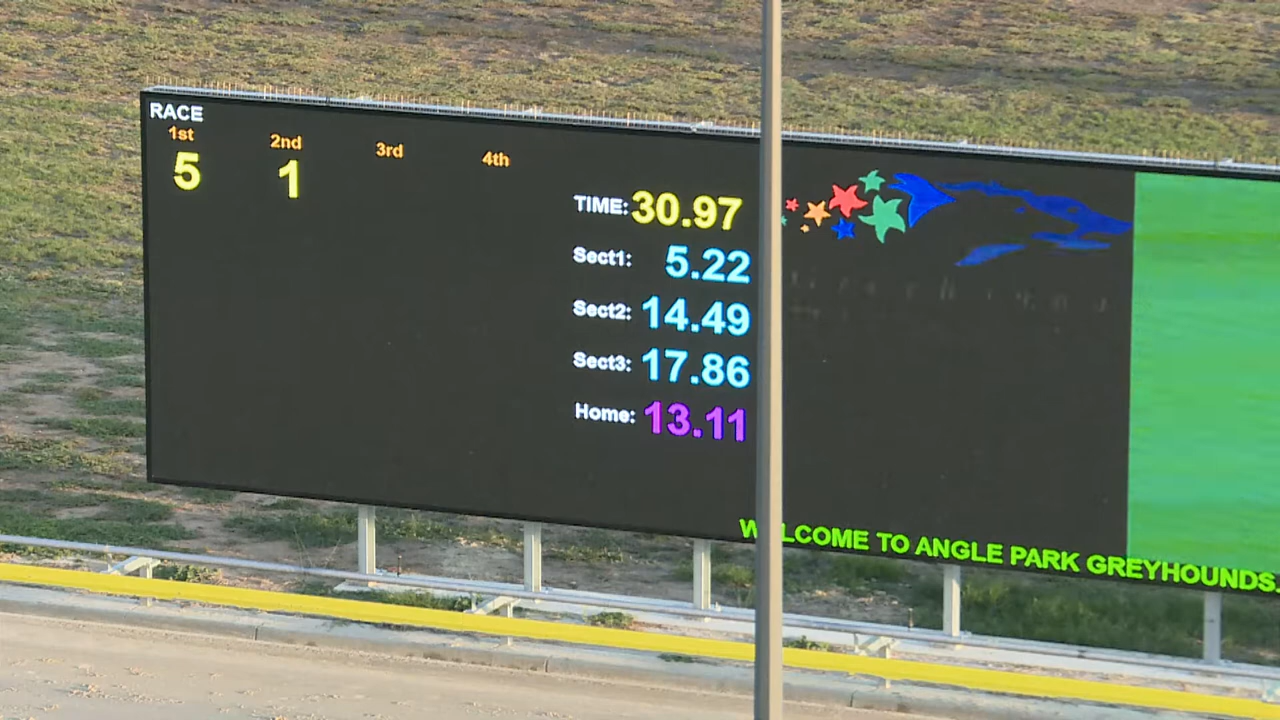 RACE
1st 2nd 3rd 4th
5 1
TIME: 30.97
Sect1: 5.22
Sect2: 14.49
Sect3: 17.86
Home: 13.11
WELCOME TO ANGLE PARK GREYHOUNDS.